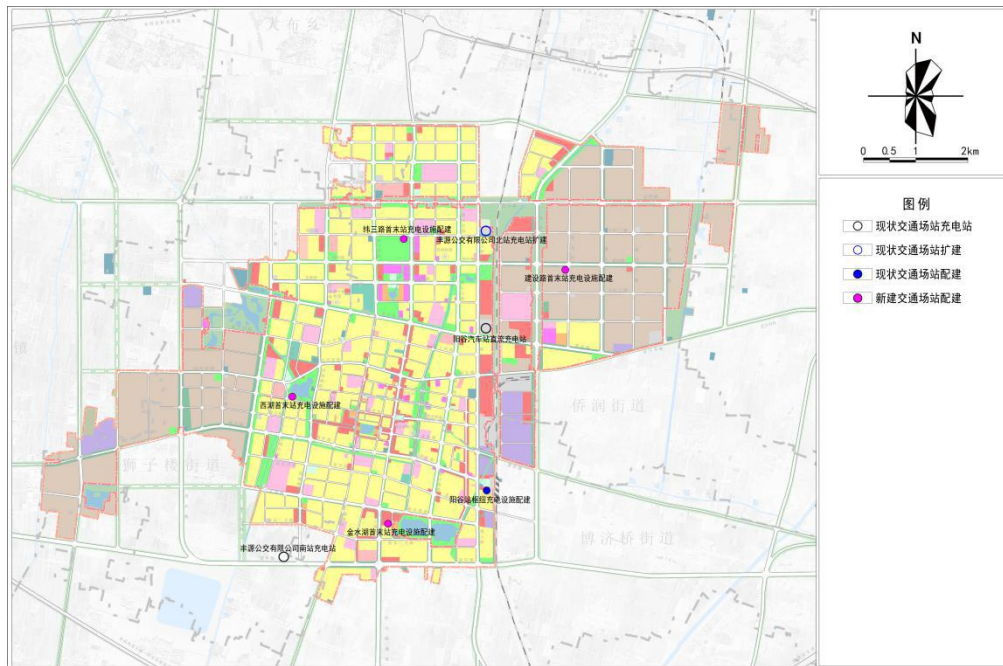 大布乡
N
0 0.5 1 2km
图例
现状交通场站充电站
现状交通场站扩建
现状交通场站配建
新建交通场站配建
纬三路首末站充电设施配建
丰源公交有限公司北站充电站扩建
建设路首末站充电设施配建
阳谷汽车站直流充电站
镇
侨润街道
西湖首末站充电设施配建
狮子楼街道
阳谷站枢纽充电设施配建
金水湖首末站充电设施配建
博济桥街道
丰源公交有限公司南站充电站